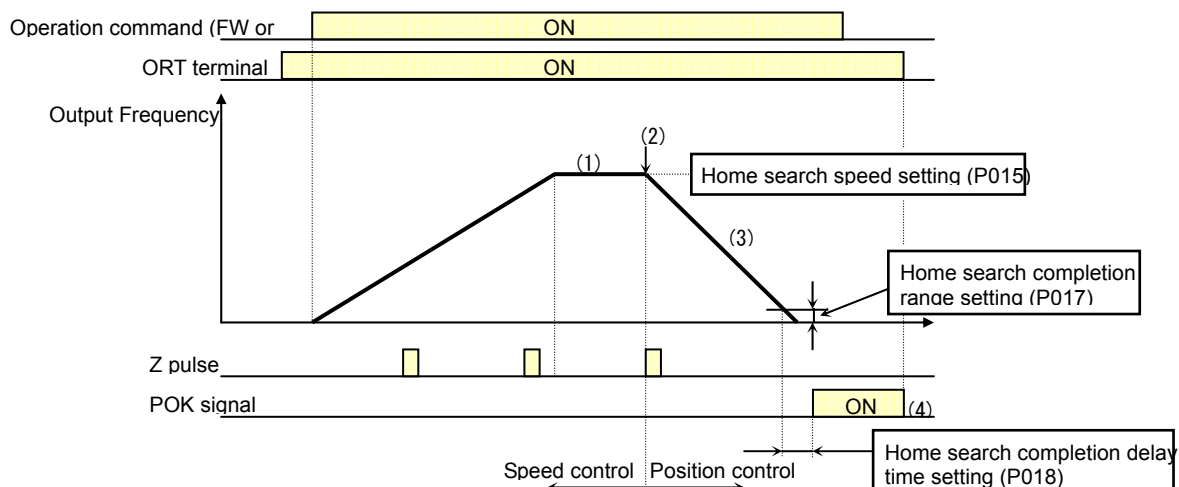 Operation command (FW or
ON
ORT terminal
ON
Output Frequency
(2)
(1)
Home search speed setting (P015)
(3)
Home search completion
range setting (P017)
Z pulse
POK signal
ON
(4)
Home search completion delay
time setting (P018)
Speed control
Position control